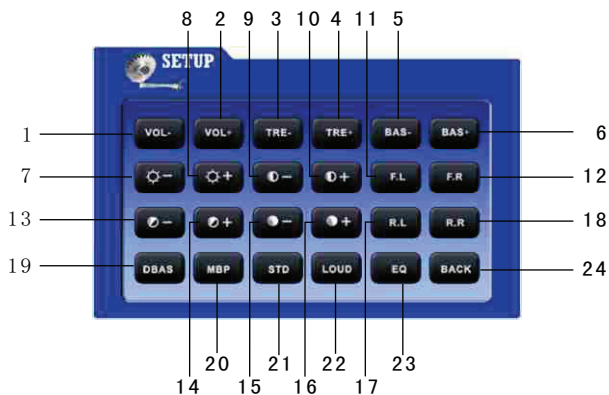 8 2 9 3 10 4 11 5
SETUP
1 VOL- VOL+ TRE- TRE+ BAS- BAS+ 6
7 - + - + F.L F.R 12
13 - + - + R.L R.R 18
19 DBAS MBP STD LOUD EQ BACK 24
20 21 22 23
14 15 16 17